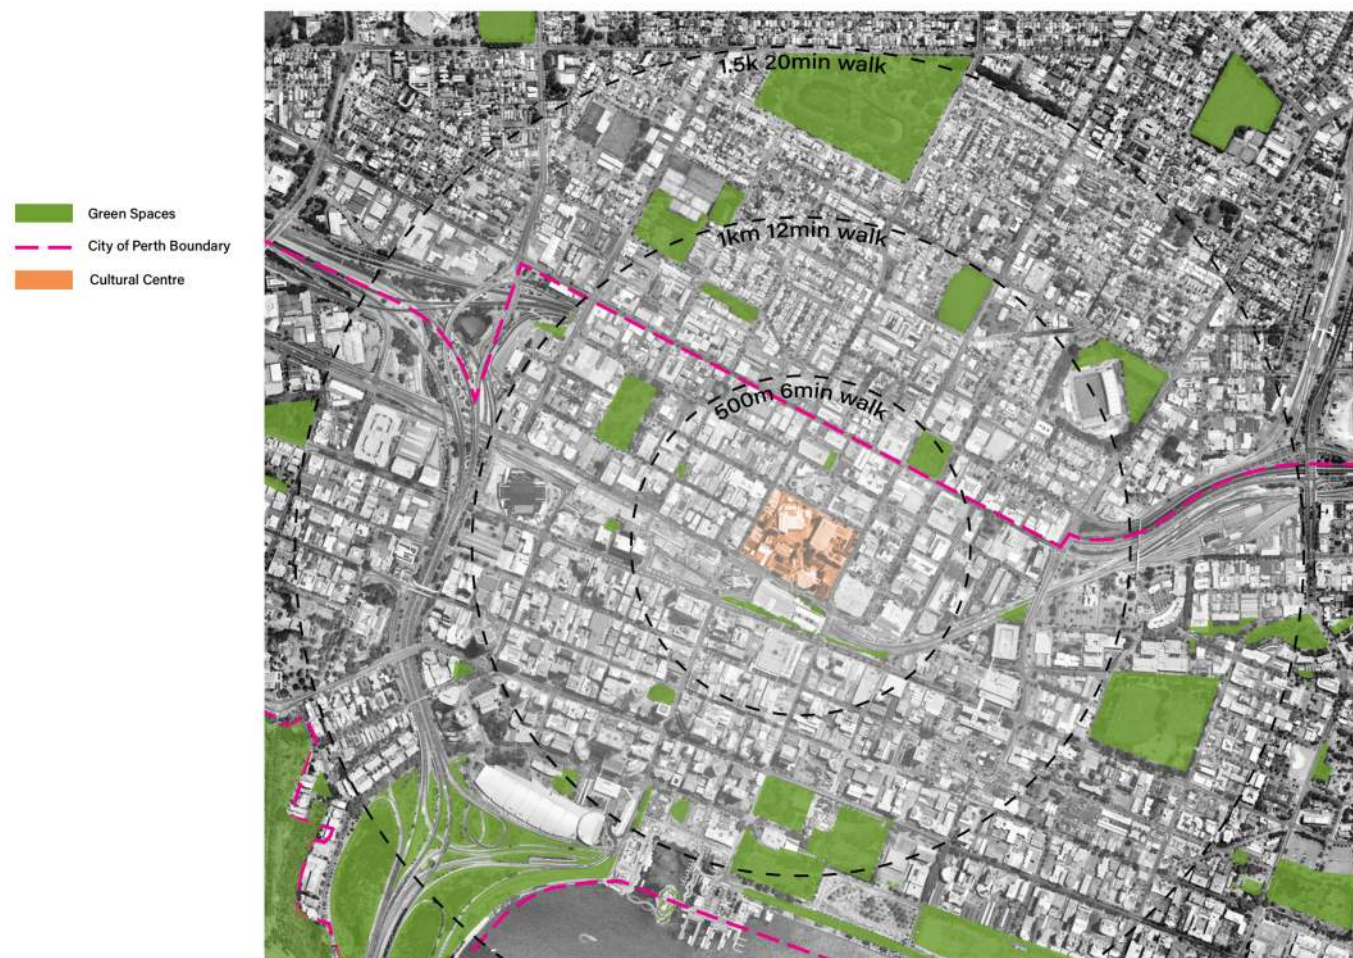 1.5k 20min walk
Green Spaces
1km 12min walk
City of Perth Boundary
Cultural Centre
500m 6min walk